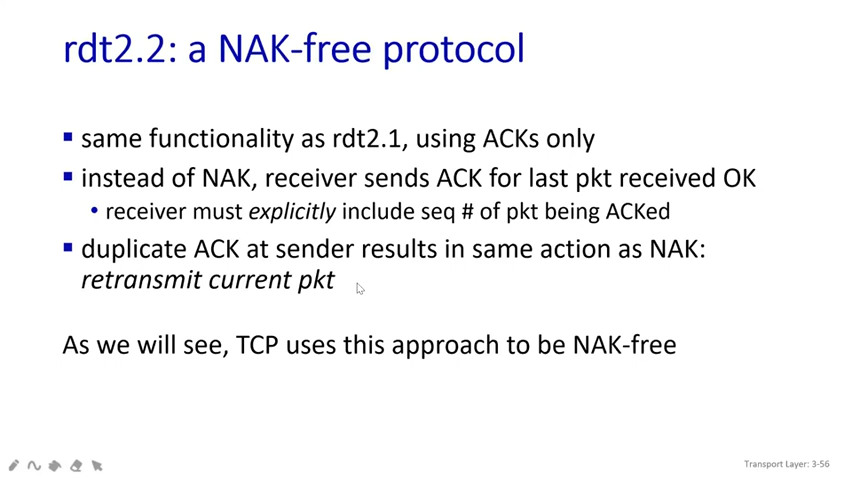 rdt2.2: a NAK-free protocol
▪ same functionality as rdt2.1, using ACKs only
▪ instead of NAK, receiver sends ACK for last pkt received OK
• receiver must explicitly include seq # of pkt being ACKed
▪ duplicate ACK at sender results in same action as NAK:
retransmit current pkt
As we will see, TCP uses this approach to be NAK-free
Transport Layer: 3-56